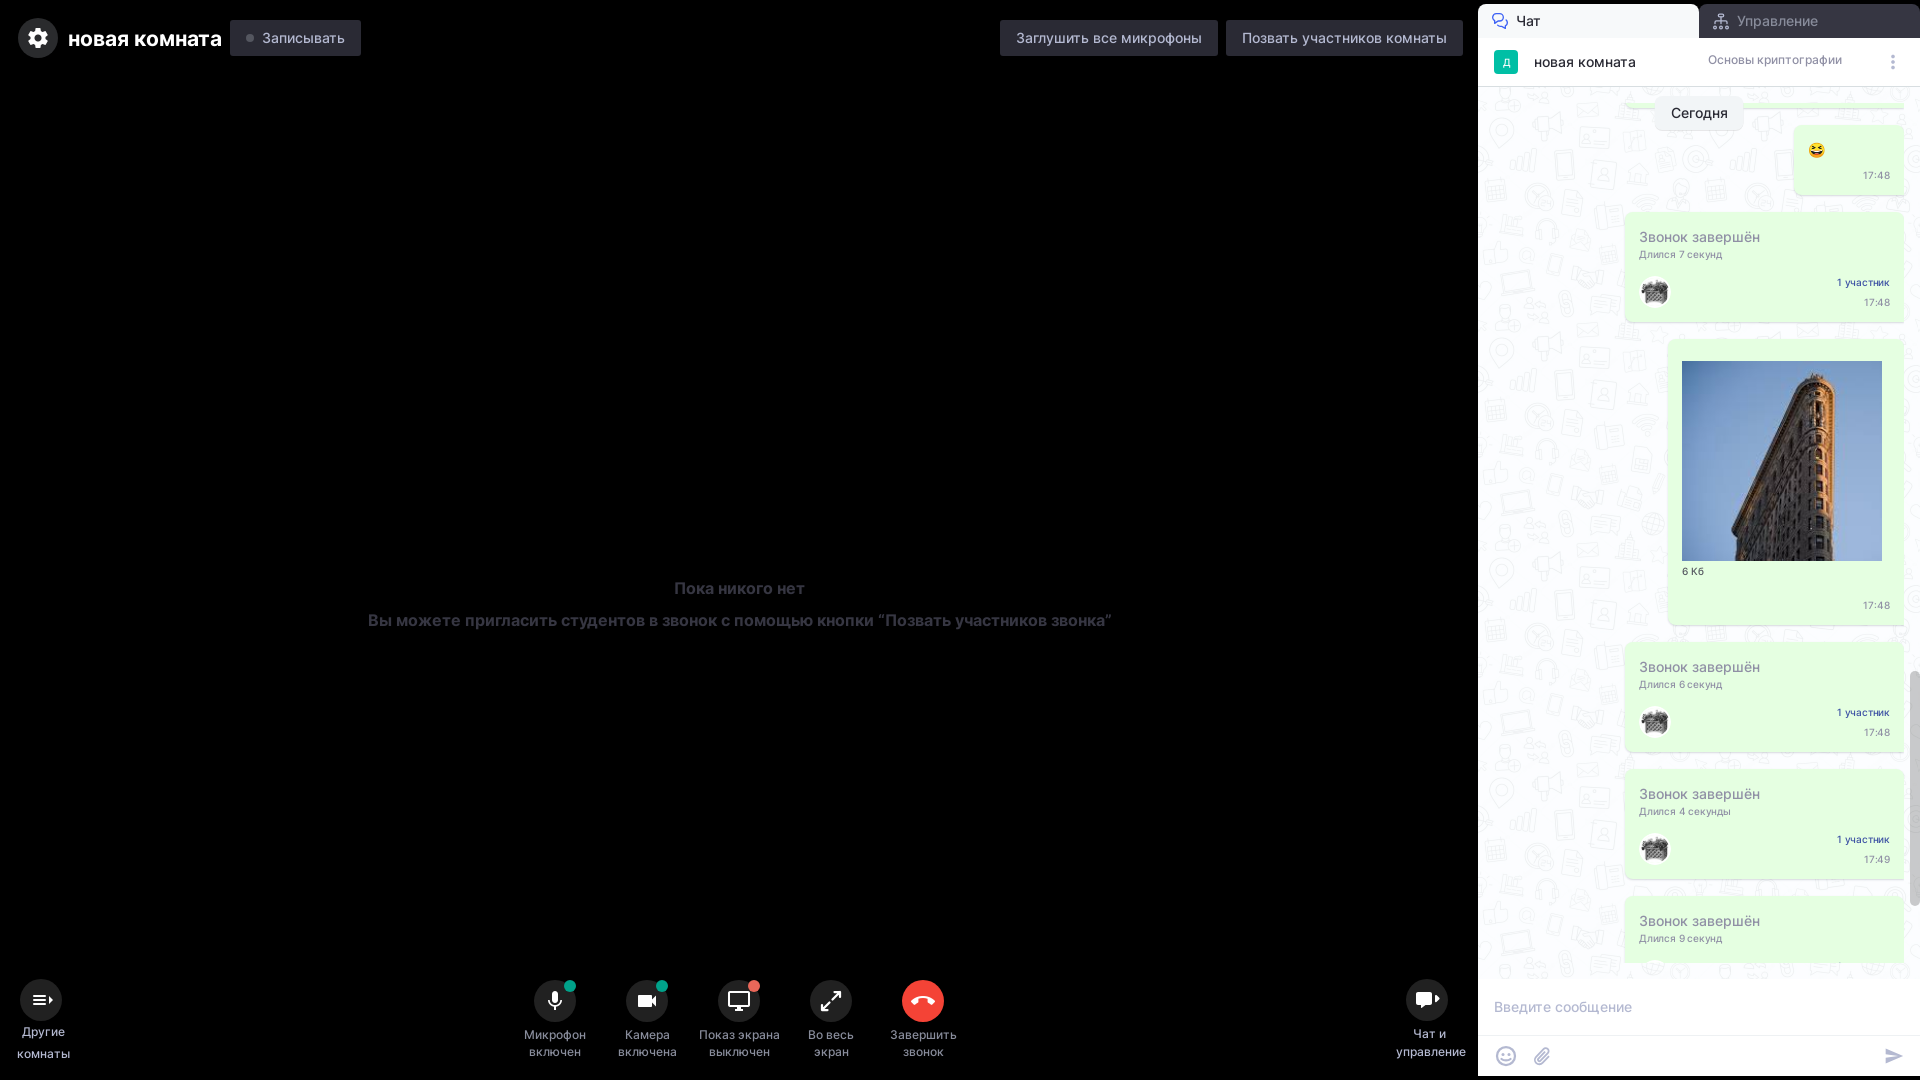 новая комната
Записывать
Заглушить все микрофоны
Позвать участников комнаты
Чат
Управление
Д
новая комната
Основы криптографии
Сегодня
17:48
Звонок завершён
Длился 7 секунд
1 участник
17:48
6 Кб
17:48
Звонок завершён
Длился 6 секунд
1 участник
17:48
Звонок завершён
Длился 4 секунды
1 участник
17:49
Звонок завершён
Длился 9 секунд
Пока никого нет
Вы можете пригласить студентов в звонок с помощью кнопки “Позвать участников звонка”
Другие
комнаты
Микрофон
включен
Камера
включена
Показ экрана
выключен
Во весь
экран
Завершить
звонок
Чат и
управление
Введите сообщение